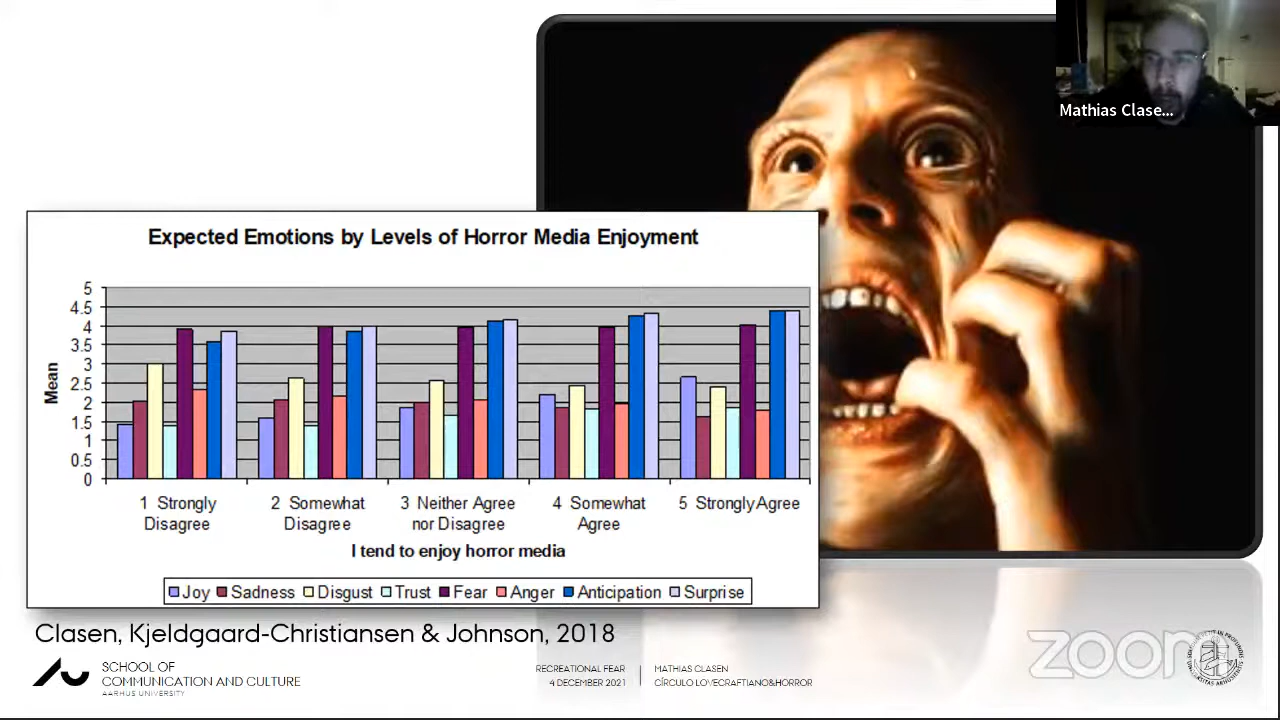 Mathias Clase...
Expected Emotions by Levels of Horror Media Enjoyment
5
4.5
4
3.5
3
2.5
2
1.5
1
0.5
0
Mean
1 Strongly
Disagree
2 Somewhat
Disagree
3 Neither Agree
nor Disagree
4 Somewhat
Agree
5 Strongly Agree
I tend to enjoy horror media
Joy Sadness Disgust Trust Fear Anger Anticipation Surprise
Clasen, Kjeldgaard-Christiansen & Johnson, 2018
SCHOOL OF
COMMUNICATION AND CULTURE
AARHUS UNIVERSITY
RECREATIONAL FEAR
4 DECEMBER 2021
MATHIAS CLASEN
CÍRCULO LOVECRAFTIANO&HORROR
zoom